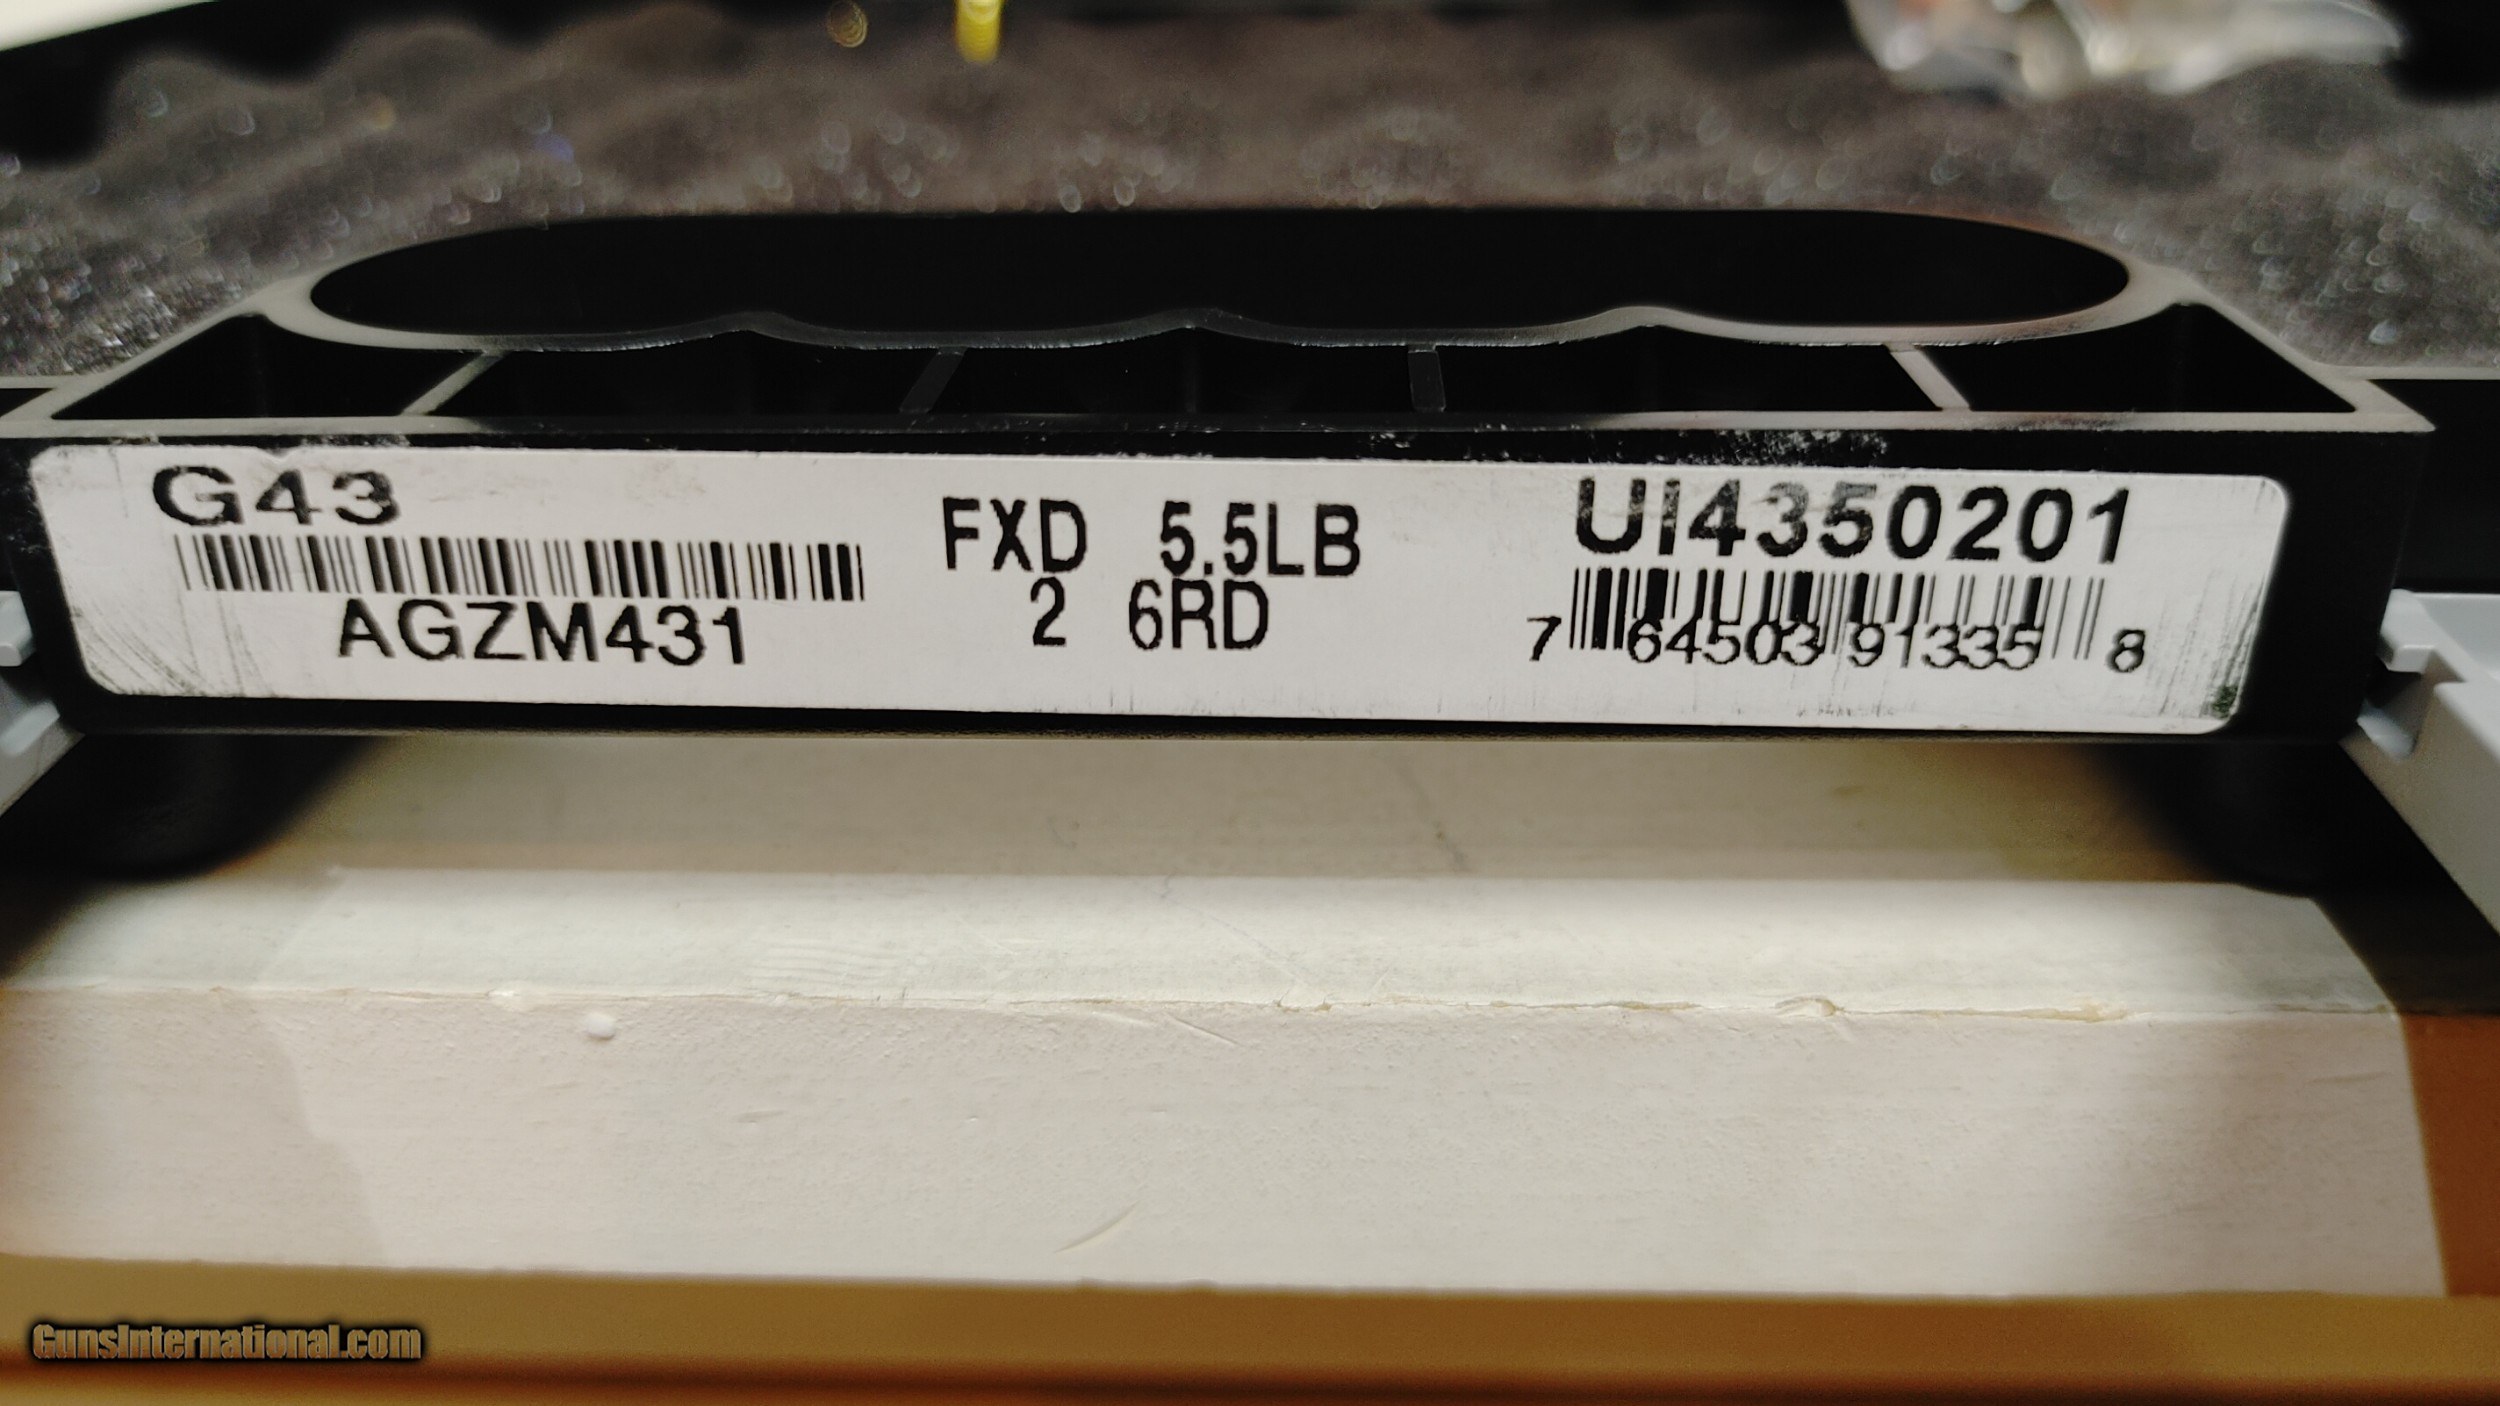 G43
AGZM431
FXD 5.5LB
2 6RD
UI4350201
7 64503 91335 8
GunsInternational.com